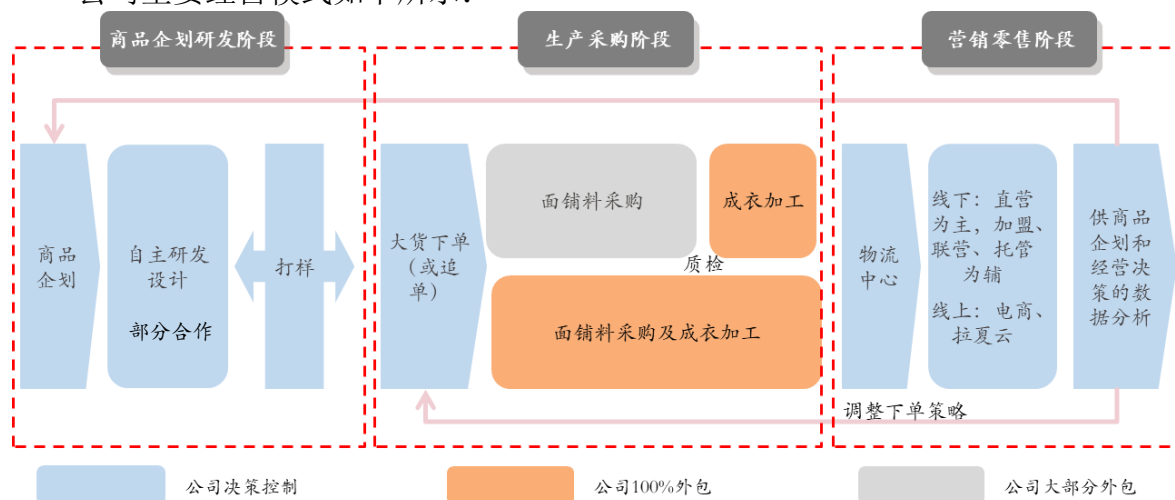 商品企划研发阶段
生产采购阶段
营销零售阶段
商品
企划
自主研发
设计
部分合作
打样
大货下单
（或追
单）
面铺料采购
成衣加工
质检
面铺料采购及成衣加工
物流
中心
线下：直营
为主，加盟、
联营、托管
为辅
线上：电商、
拉夏云
供商品
企划和
经营决
策的数
据分析
调整下单策略
公司决策控制
公司100%外包
公司大部分外包